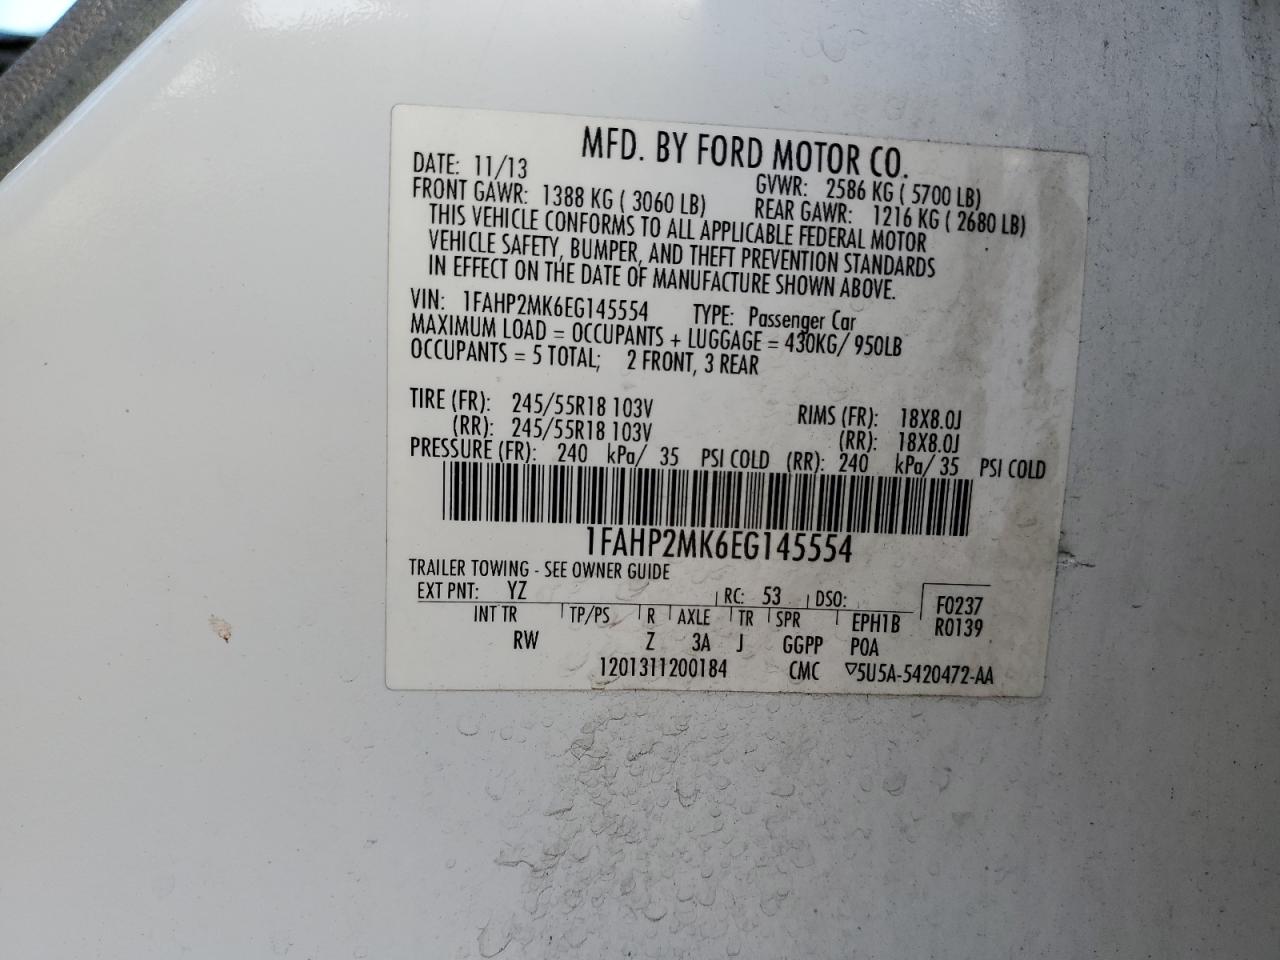 MFD. BY FORD MOTOR CO.
DATE: 11/13 GVWR: 2586 KG ( 5700 LB)
FRONT GAWR: 1388 KG ( 3060 LB) REAR GAWR: 1216 KG ( 2680 LB)
THIS VEHICLE CONFORMS TO ALL APPLICABLE FEDERAL MOTOR
VEHICLE SAFETY, BUMPER, AND THEFT PREVENTION STANDARDS
IN EFFECT ON THE DATE OF MANUFACTURE SHOWN ABOVE.
VIN: 1FAHP2MK6EG145554 TYPE: Passenger Car
MAXIMUM LOAD = OCCUPANTS + LUGGAGE = 430KG/ 950LB
OCCUPANTS = 5 TOTAL; 2 FRONT, 3 REAR
TIRE (FR): 245/55R18 103V RIMS (FR): 18X8.0J
(RR): 245/55R18 103V (RR): 18X8.0J
PRESSURE (FR): 240 kPa/ 35 PSI COLD (RR): 240 kPa/ 35 PSI COLD
1FAHP2MK6EG145554
TRAILER TOWING - SEE OWNER GUIDE
EXT PNT: YZ RC: 53 DSO: F0237
INT TR TP/PS R AXLE TR SPR EPH1B R0139
RW Z 3A J GGPP POA
1201311200184 CMC ▽5U5A-5420472-AA